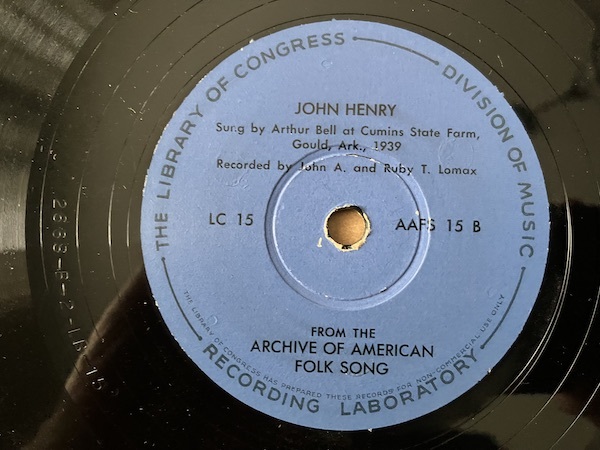 THE LIBRARY OF CONGRESS
DIVISION OF MUSIC
JOHN HENRY
Sung by Arthur Bell at Cumins State Farm,
Gould, Ark., 1939
Recorded by John A. and Ruby T. Lomax
LC 15
AAFS 15 B
FROM THE
ARCHIVE OF AMERICAN
FOLK SONG
THE LIBRARY OF CONGRESS HAS PREPARED THESE RECORDS FOR NON-COMMERCIAL USE ONLY
RECORDING LABORATORY